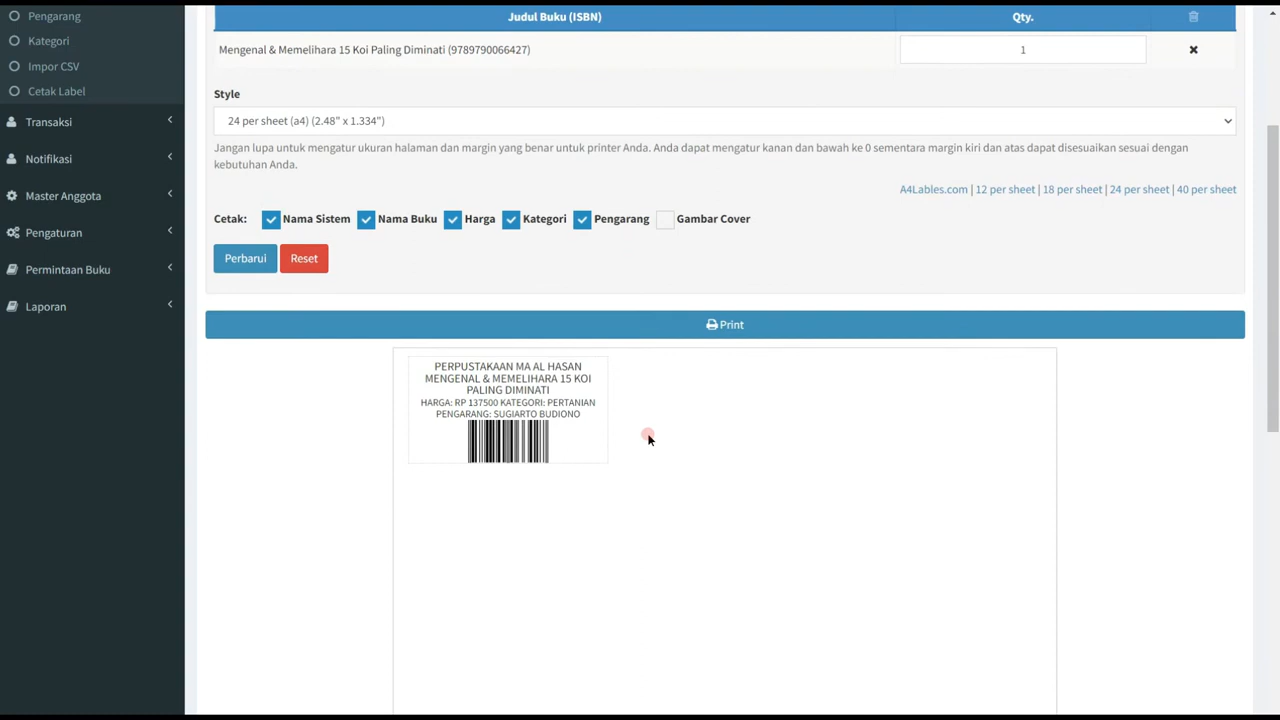 Pengarang
Kategori
Impor CSV
Cetak Label
Transaksi
Notifikasi
Master Anggota
Pengaturan
Permintaan Buku
Laporan
Judul Buku (ISBN) Qty.
Mengenal & Memelihara 15 Koi Paling Diminati (9789790066427) 1
Style
24 per sheet (a4) (2.48" x 1.334")
Jangan lupa untuk mengatur ukuran halaman dan margin yang benar untuk printer Anda. Anda dapat mengatur kanan dan bawah ke 0 sementara margin kiri dan atas dapat disesuaikan sesuai dengan
kebutuhan Anda.
A4Lables.com | 12 per sheet | 18 per sheet | 24 per sheet | 40 per sheet
Cetak: Nama Sistem Nama Buku Harga Kategori Pengarang Gambar Cover
Perbarui Reset
Print
PERPUSTAKAAN MA AL HASAN
MENGENAL & MEMELIHARA 15 KOI
PALING DIMINATI
HARGA: RP 137500 KATEGORI: PERTANIAN
PENGARANG: SUGIARTO BUDIONO